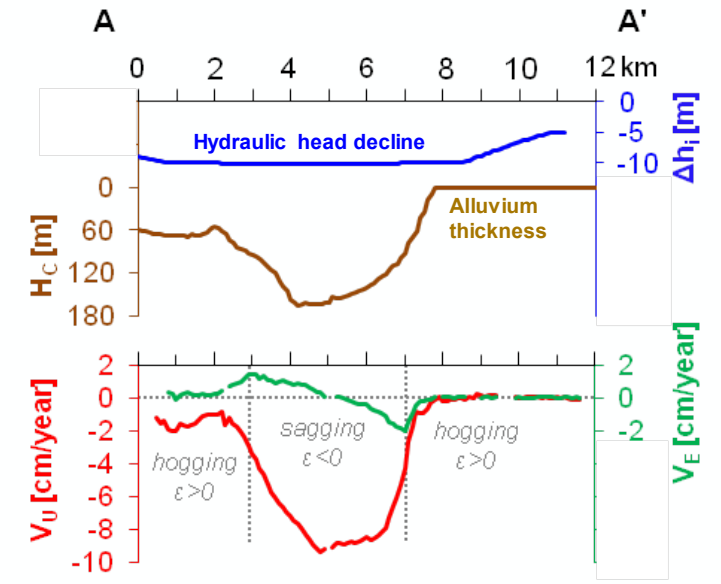 A A'
0 2 4 6 8 10 12 km
Hydraulic head decline
0
-5
-10
Δhᵢ [m]
0
60
120
180
H_C [m]
Alluvium
thickness
2
0
-2
-4
-6
-8
-10
V_U [cm/year]
hogging
ε>0
sagging
ε<0
hogging
ε>0
2
0
-2
V_E [cm/year]